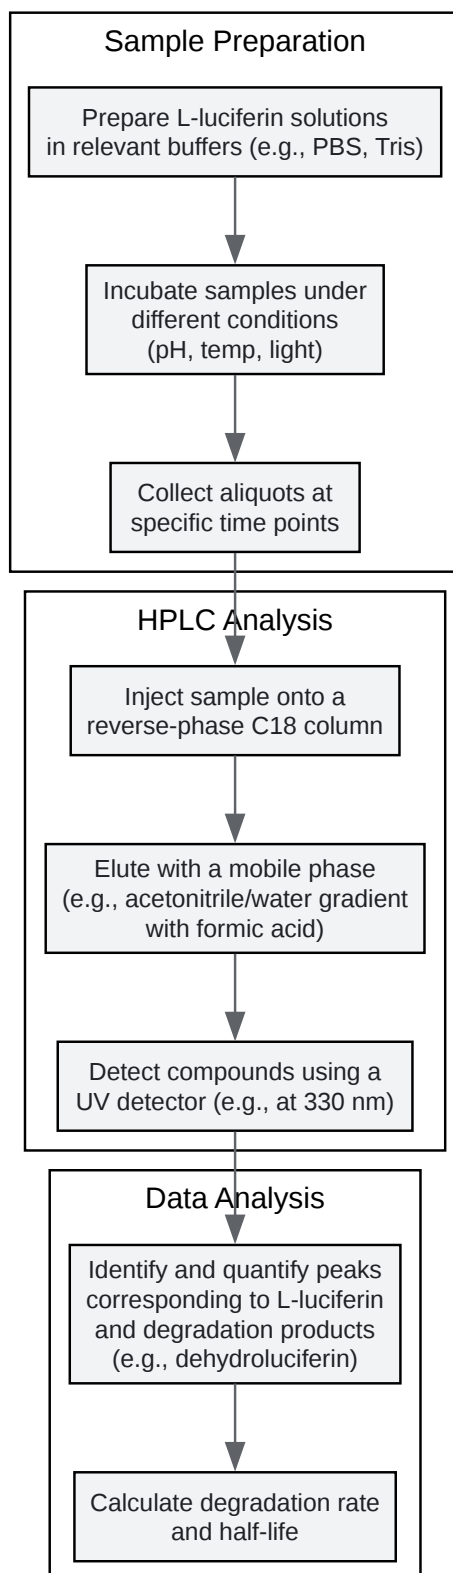 Sample Preparation
Prepare L-luciferin solutions
in relevant buffers (e.g., PBS, Tris)
Incubate samples under
different conditions
(pH, temp, light)
Collect aliquots at
specific time points
HPLC Analysis
Inject sample onto a
reverse-phase C18 column
Elute with a mobile phase
(e.g., acetonitrile/water gradient
with formic acid)
Detect compounds using a
UV detector (e.g., at 330 nm)
Data Analysis
Identify and quantify peaks
corresponding to L-luciferin
and degradation products
(e.g., dehydroluciferin)
Calculate degradation rate
and half-life